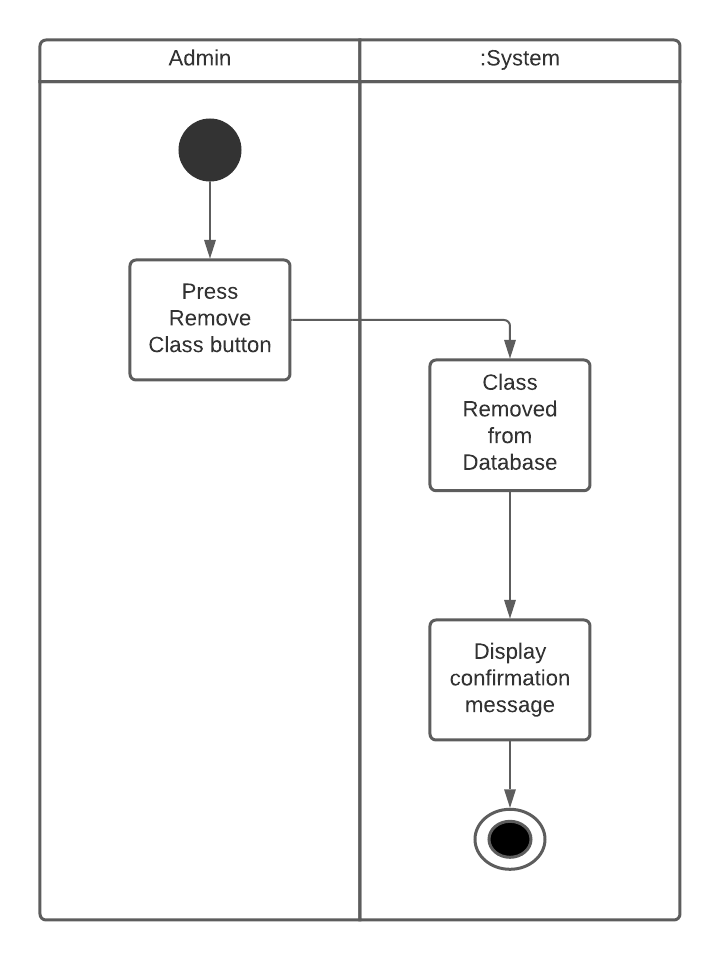 Admin
:System
Press
Remove
Class button
Class
Removed
from
Database
Display
confirmation
message